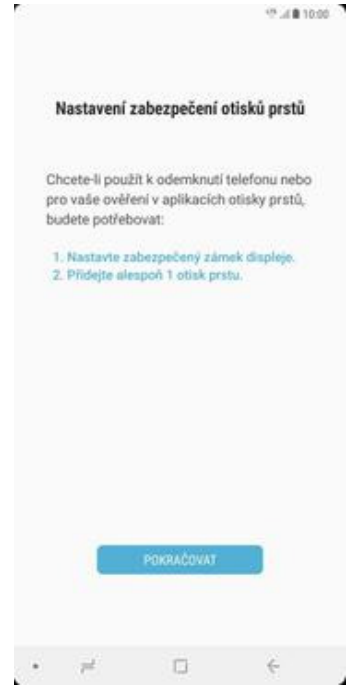 10:00
Nastavení zabezpečení otisků prstů
Chcete-li použít k odemknutí telefonu nebo
pro vaše ověření v aplikacích otisky prstů,
budete potřebovat:
1. Nastavte zabezpečený zámek displeje.
2. Přidejte alespoň 1 otisk prstu.
POKRAČOVAT